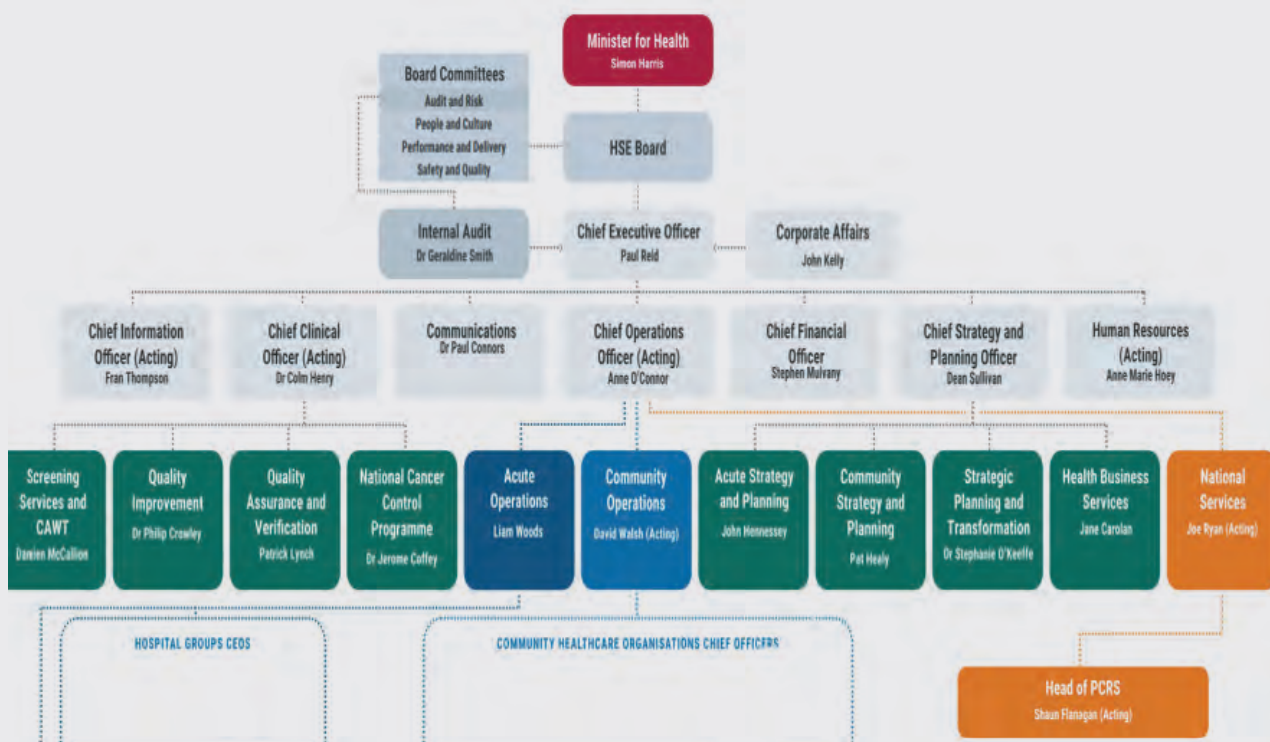 Minister for Health
Simon Harris
Board Committees
Audit and Risk
People and Culture
Performance and Delivery
Safety and Quality
HSE Board
Internal Audit
Dr Geraldine Smith
Chief Executive Officer
Paul Reid
Corporate Affairs
John Kelly
Chief Information
Officer (Acting)
Fran Thompson
Chief Clinical
Officer (Acting)
Dr Colm Henry
Communications
Dr Paul Connors
Chief Operations
Officer (Acting)
Anne O'Connor
Chief Financial
Officer
Stephen Mulvany
Chief Strategy and
Planning Officer
Dean Sullivan
Human Resources
(Acting)
Anne Marie Hoey
Screening
Services and
CAWT
Damien McCallion
Quality
Improvement
Dr Philip Crowley
Quality
Assurance and
Verification
Patrick Lynch
National Cancer
Control
Programme
Dr Jerome Coffey
Acute
Operations
Liam Woods
Community
Operations
David Walsh (Acting)
Acute Strategy
and Planning
John Hennessey
Community
Strategy and
Planning
Pat Healy
Strategic
Planning and
Transformation
Dr Stephanie O'Keeffe
Health Business
Services
Jane Carolan
National
Services
Joe Ryan (Acting)
HOSPITAL GROUPS CEOS
COMMUNITY HEALTHCARE ORGANISATIONS CHIEF OFFICERS
Head of PCRS
Shaun Flanagan (Acting)